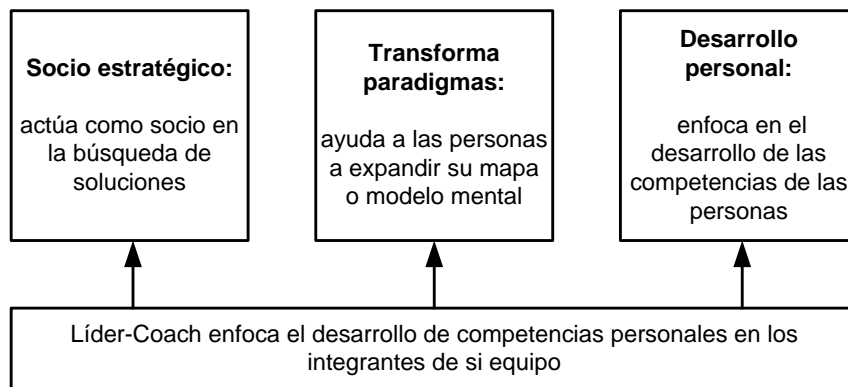 Socio estratégico:
actúa como socio en
la búsqueda de
soluciones
Transforma
paradigmas:
ayuda a las personas
a expandir su mapa
o modelo mental
Desarrollo
personal:
enfoca en el
desarrollo de las
competencias de las
personas
Líder-Coach enfoca el desarrollo de competencias personales en los
integrantes de si equipo